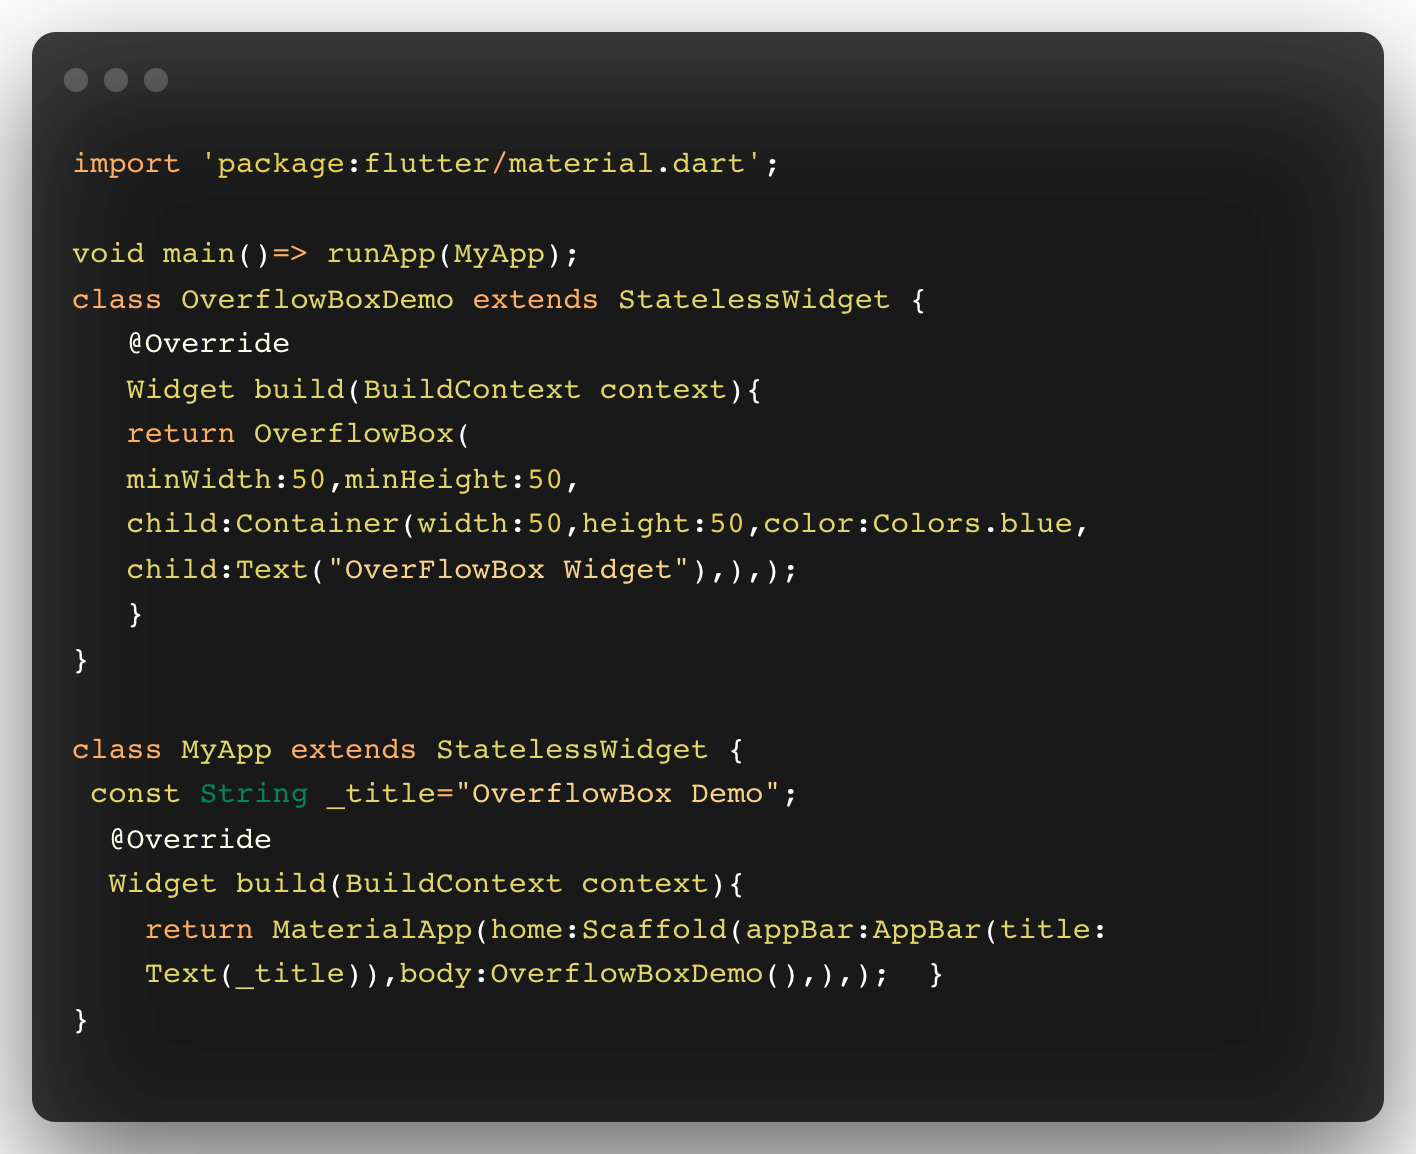 import 'package:flutter/material.dart';
void main()=> runApp(MyApp);
class OverflowBoxDemo extends StatelessWidget {
@Override
Widget build(BuildContext context){
return OverflowBox(
minWidth:50,minHeight:50,
child:Container(width:50,height:50,color:Colors.blue,
child:Text("OverFlowBox Widget"),),);
}
}
class MyApp extends StatelessWidget {
const String _title="OverflowBox Demo";
@Override
Widget build(BuildContext context){
return MaterialApp(home:Scaffold(appBar:AppBar(title:
Text(_title)),body:OverflowBoxDemo(),),); }
}